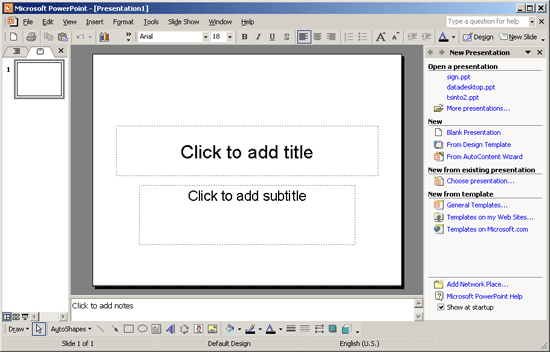 Microsoft PowerPoint - [Presentation1]
File Edit View Insert Format Tools Slide Show Window Help
Type a question for help
Arial 18 Design New Slide
New Presentation
Open a presentation
sign.ppt
datadesktop.ppt
tsinto2.ppt
More presentations...
New
Blank Presentation
From Design Template
From AutoContent Wizard
New from existing presentation
Choose presentation...
New from template
General Templates...
Templates on my Web Sites...
Templates on Microsoft.com
Add Network Place...
Microsoft PowerPoint Help
Show at startup
1
Click to add title
Click to add subtitle
Click to add notes
Draw AutoShapes
Slide 1 of 1 Default Design English (U.S.)